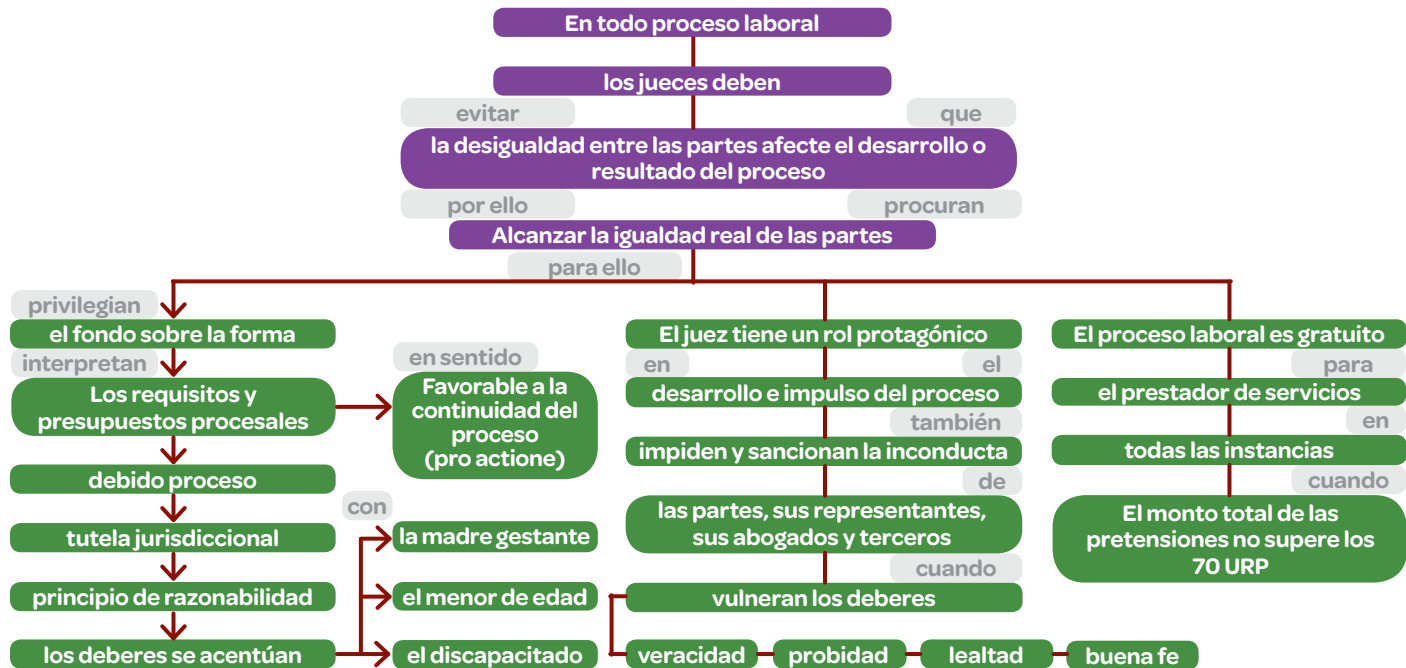 En todo proceso laboral
los jueces deben
evitar
que
la desigualdad entre las partes afecte el desarrollo o
resultado del proceso
por ello
procuran
Alcanzar la igualdad real de las partes
para ello
privilegian
el fondo sobre la forma
interpretan
Los requisitos y
presupuestos procesales
en sentido
Favorable a la
continuidad del
proceso
(pro actione)
debido proceso
tutela jurisdiccional
principio de razonabilidad
los deberes se acentúan
con
la madre gestante
el menor de edad
el discapacitado
El juez tiene un rol protagónico
en
el
desarrollo e impulso del proceso
también
impiden y sancionan la inconducta
de
las partes, sus representantes,
sus abogados y terceros
cuando
vulneran los deberes
veracidad
probidad
lealtad
buena fe
El proceso laboral es gratuito
para
el prestador de servicios
en
todas las instancias
cuando
El monto total de las
pretensiones no supere los
70 URP